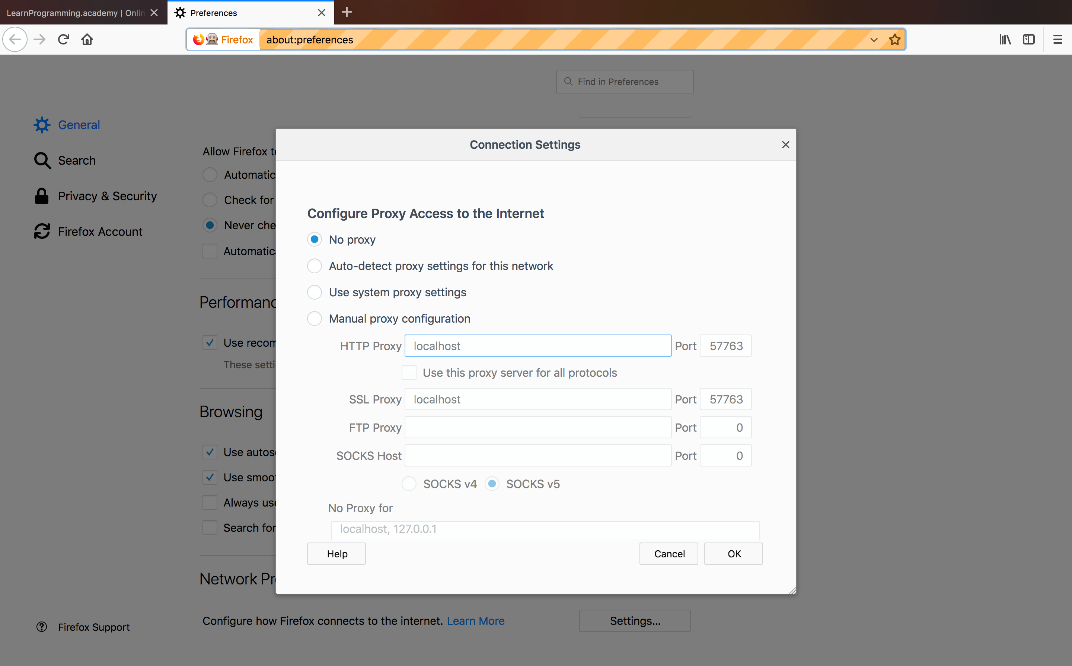 LearnProgramming.academy | Onlin
Preferences
Firefox
about:preferences
Find in Preferences
General
Search
Privacy & Security
Firefox Account
Firefox Support
Allow Firefox t
Automatic
Check for
Never che
Automatic
Performanc
Use recom
These setti
Browsing
Use autos
Use smoo
Always us
Search for
Network Pr
Configure how Firefox connects to the internet. Learn More
Settings...
Connection Settings
Configure Proxy Access to the Internet
No proxy
Auto-detect proxy settings for this network
Use system proxy settings
Manual proxy configuration
HTTP Proxy localhost Port 57763
Use this proxy server for all protocols
SSL Proxy localhost Port 57763
FTP Proxy Port 0
SOCKS Host Port 0
SOCKS v4 SOCKS v5
No Proxy for
localhost, 127.0.0.1
Help Cancel OK